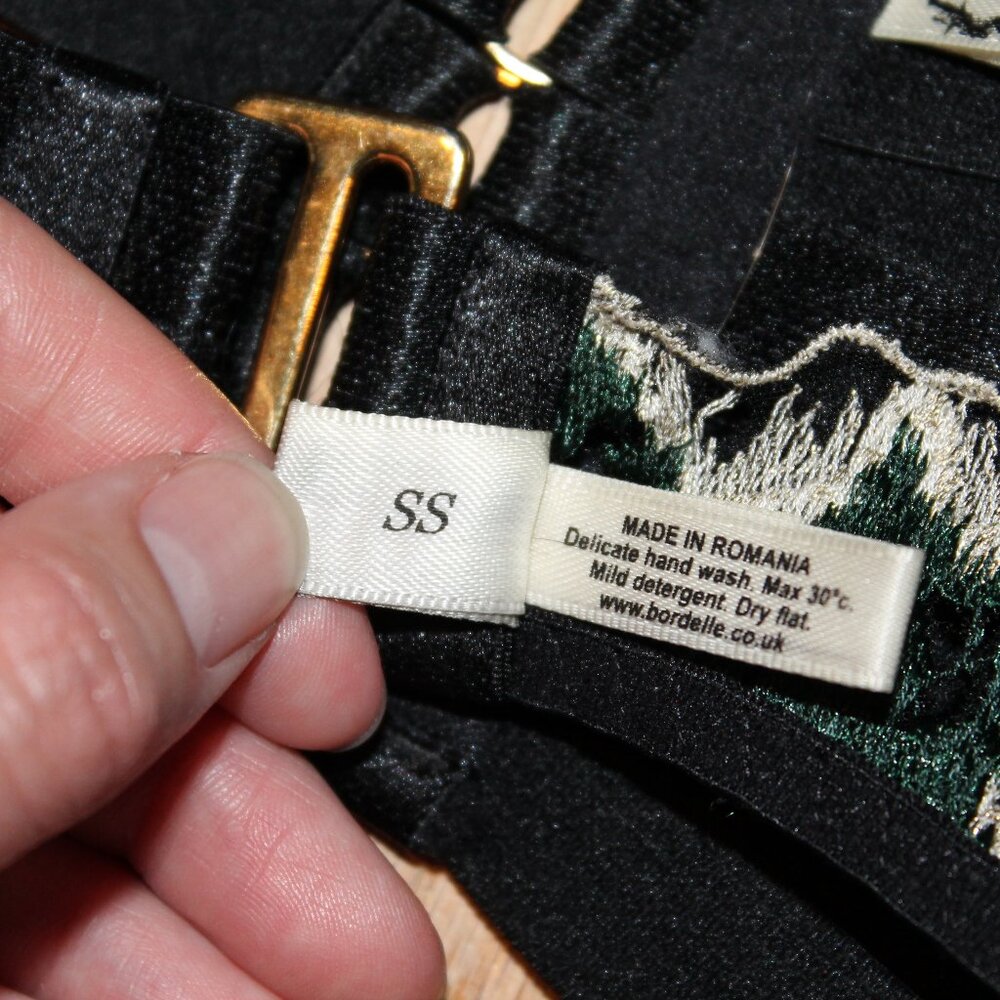 SS
MADE IN ROMANIA
Delicate hand wash. Max 30°c.
Mild detergent. Dry flat.
www.bordelle.co.uk